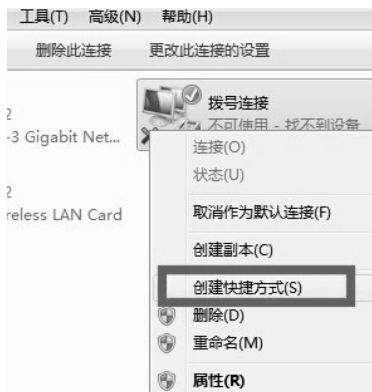 工具(T) 高级(N) 帮助(H)
删除此连接 更改此连接的设置
2
拨号连接
不可使用 - 找不到设备
-3 Gigabit Net...
连接(O)
状态(U)
2
reless LAN Card
取消作为默认连接(F)
创建副本(C)
创建快捷方式(S)
删除(D)
重命名(M)
属性(R)